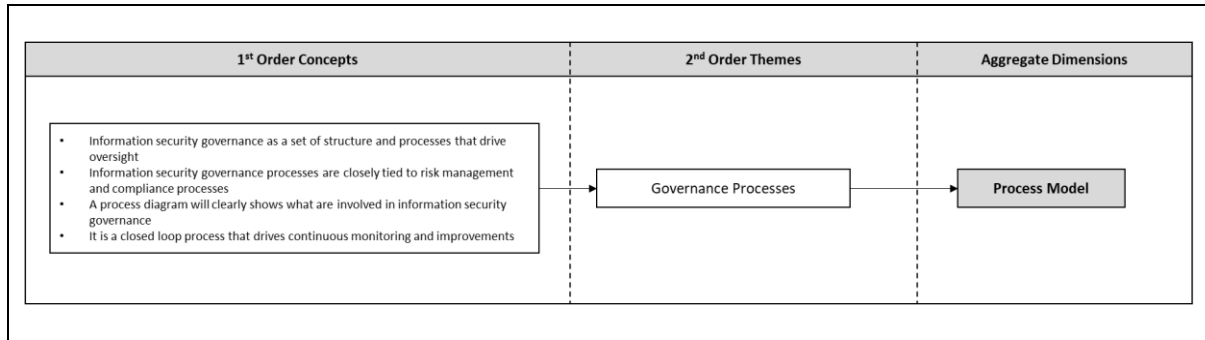 1st Order Concepts
2nd Order Themes
Aggregate Dimensions
• Information security governance as a set of structure and processes that drive
oversight
• Information security governance processes are closely tied to risk management
and compliance processes
• A process diagram will clearly shows what are involved in information security
governance
• It is a closed loop process that drives continuous monitoring and improvements
Governance Processes
Process Model